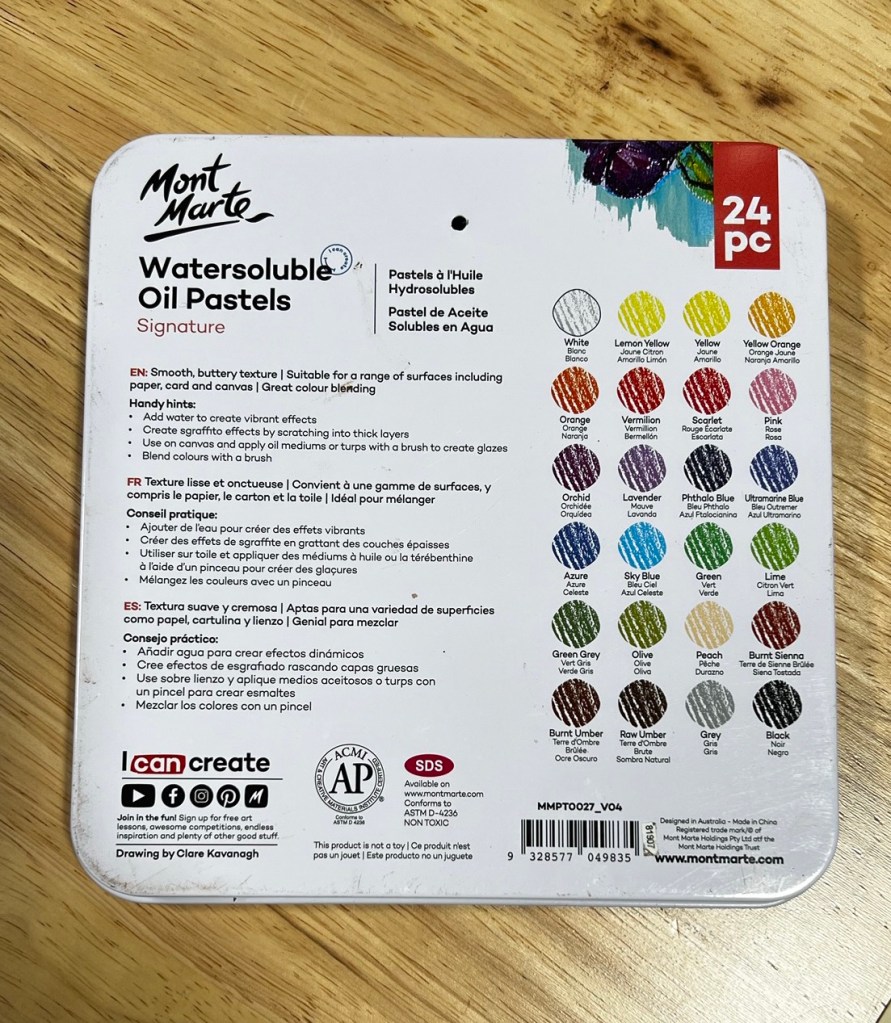 Mont
Marte
24
pc
Watersoluble
Oil Pastels
Signature
Pastels à l'Huile
Hydrosolubles
Pastel de Aceite
Solubles en Agua
EN: Smooth, buttery texture | Suitable for a range of surfaces including
paper, card and canvas | Great colour blending
Handy hints:
• Add water to create vibrant effects
• Create sgraffito effects by scratching into thick layers
• Use on canvas and apply oil mediums or turps with a brush to create glazes
• Blend colours with a brush
FR Texture lisse et onctueuse | Convient à une gamme de surfaces, y
compris le papier, le carton et la toile | Idéal pour mélanger
Conseil pratique:
• Ajouter de l'eau pour créer des effets vibrants
• Créer des effets de sgraffite en grattant des couches épaisses
• Utiliser sur toile et appliquer des médiums à huile ou la térébenthine
à l'aide d'un pinceau pour créer des glaçures
• Mélangez les couleurs avec un pinceau
ES: Textura suave y cremosa | Aptas para una variedad de superficies
como papel, cartulina y lienzo | Genial para mezclar
Consejo práctico:
• Añadir agua para crear efectos dinámicos
• Cree efectos de esgrafiado rascando capas gruesas
• Use sobre lienzo y aplique medios aceitosos o turps con
un pincel para crear esmaltes
• Mezclar los colores con un pincel
White
Blanc
Blanco
Lemon Yellow
Jaune Citron
Amarillo Limón
Yellow
Jaune
Amarillo
Yellow Orange
Orange Jaune
Naranja Amarillo
Orange
Orange
Naranja
Vermilion
Vermillon
Bermellón
Scarlet
Rouge Écarlate
Escarlata
Pink
Rose
Rosa
Orchid
Orchidée
Orquídea
Lavender
Mauve
Lavanda
Phthalo Blue
Bleu Phthalo
Azul Ftalocianina
Ultramarine Blue
Bleu Outremer
Azul Ultramarino
Azure
Azure
Celeste
Sky Blue
Bleu Ciel
Azul Celeste
Green
Vert
Verde
Lime
Citron Vert
Lima
Green Grey
Vert Gris
Verde Gris
Olive
Olive
Oliva
Peach
Pêche
Durazno
Burnt Sienna
Terre de Sienne Brûlée
Siena Tostada
Burnt Umber
Terre d'Ombre
Brûlée
Ocre Oscuro
Raw Umber
Terre d'Ombre
Brute
Sombra Natural
Grey
Gris
Gris
Black
Noir
Negro
I can create
Join in the fun! Sign up for free art
lessons, awesome competitions, endless
inspiration and plenty of other good stuff.
Drawing by Clare Kavanagh
ACMI
AP
ART & CREATIVE MATERIALS INSTITUTE CERTIFIED
Conforms to
ASTM D 4236
SDS
Available on
www.montmarte.com
Conforms to
ASTM D-4236
NON TOXIC
This product is not a toy | Ce produit n'est
pas un jouet | Este producto no un juguete
MMPT0027_V04
9 328577 049835
Designed in Australia - Made in China
Registered trade mark/© of
Mont Marte Holdings Pty Ltd atf the
Mont Marte Holdings Trust
www.montmarte.com